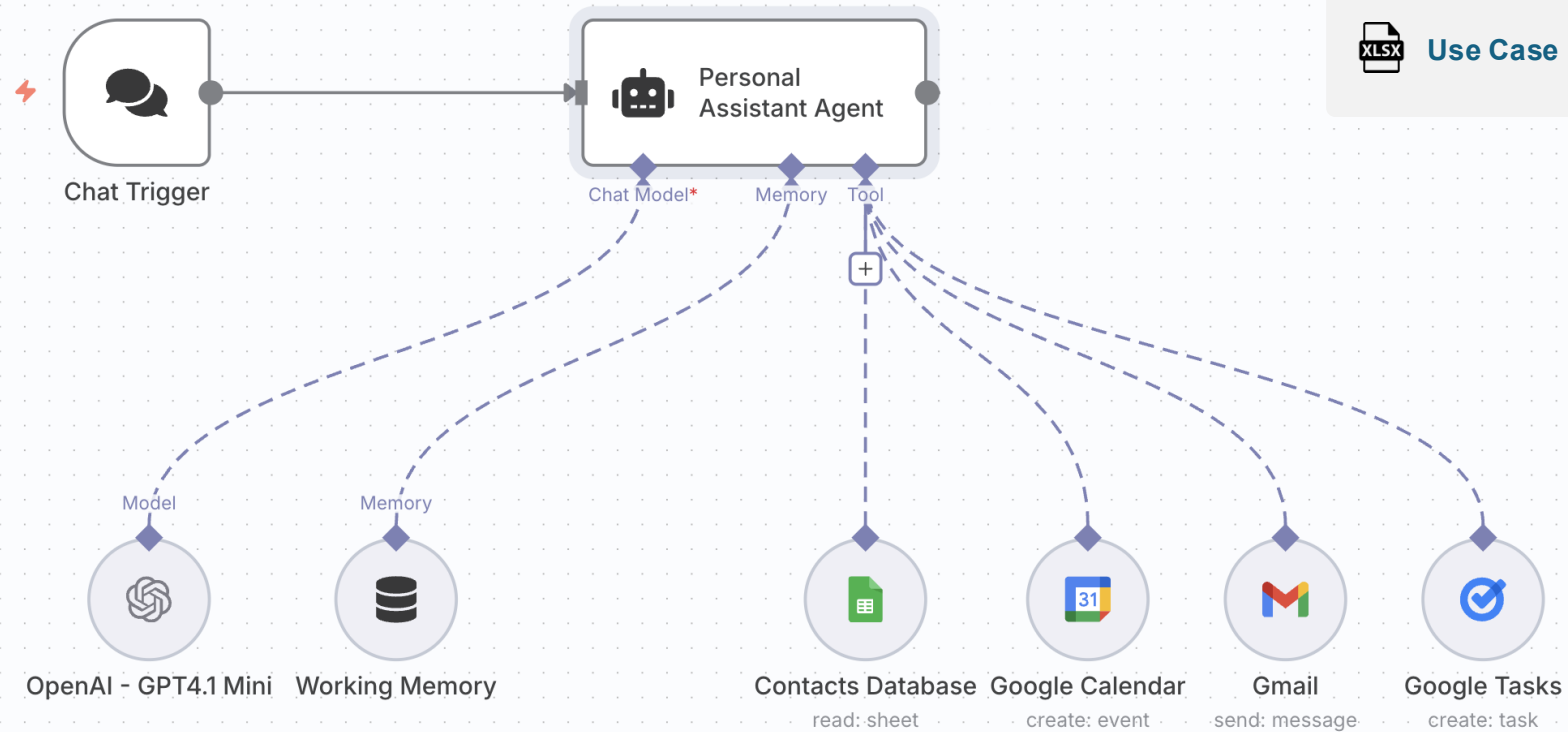 XLSX
Use Case
Personal
Assistant Agent
Chat Trigger
Chat Model*
Memory
Tool
+
Model
Memory
31
OpenAI - GPT4.1 Mini
Working Memory
Contacts Database
read: sheet
Google Calendar
create: event
Gmail
send: message
Google Tasks
create: task